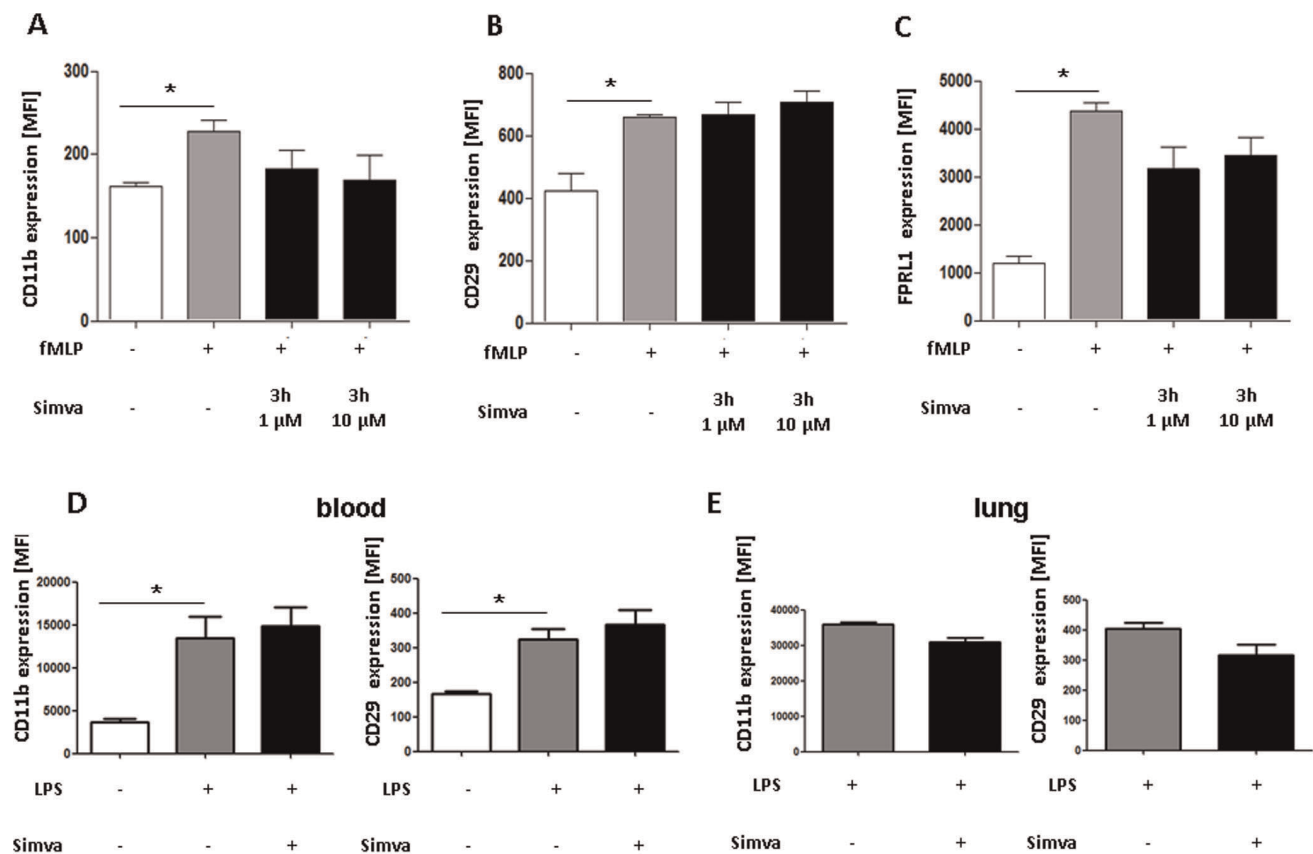 A
CD11b expression [MFI]
300
200
100
0
*
fMLP - + + +
Simva - - 3h 3h
1 µM 10 µM
B
CD29 expression [MFI]
800
600
400
200
0
*
fMLP - + + +
Simva - - 3h 3h
1 µM 10 µM
C
FPRL1 expression [MFI]
5000
4000
3000
2000
1000
0
*
fMLP - + + +
Simva - - 3h 3h
1 µM 10 µM
D
blood
CD11b expression [MFI
20000
15000
10000
5000
0
*
CD29 expression [MFI]
500
400
300
200
100
0
*
LPS - + + - + +
Simva - - + - - +
E
lung
CD11b expression [MFI]
40000
30000
20000
10000
0
CD29 expression [MFI]
500
400
300
200
100
0
LPS + + + +
Simva - + - +